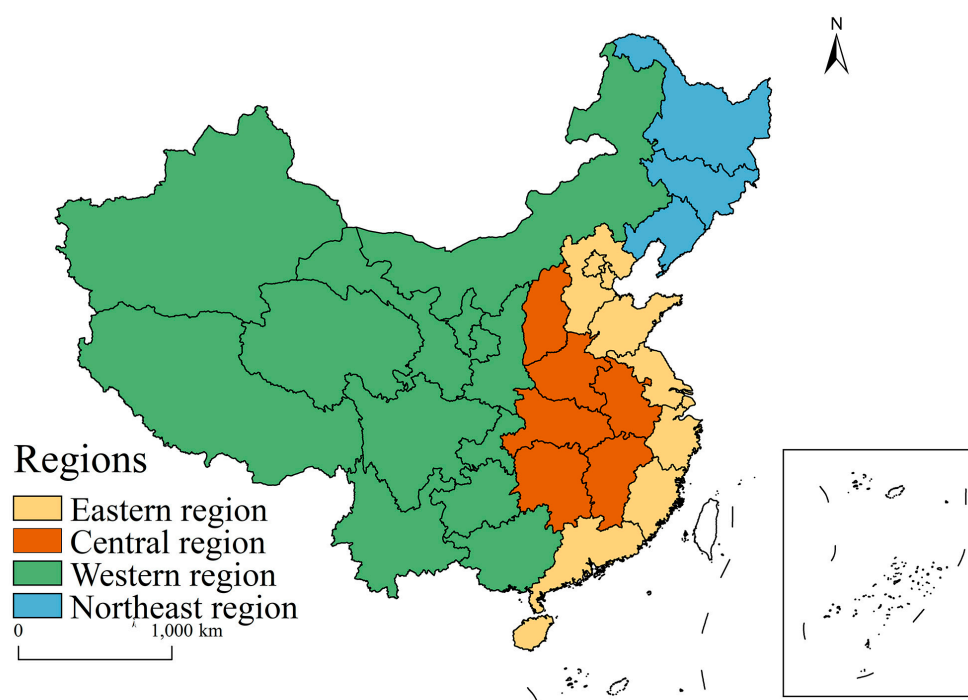 N
Regions
Eastern region
Central region
Western region
Northeast region
0 1,000 km